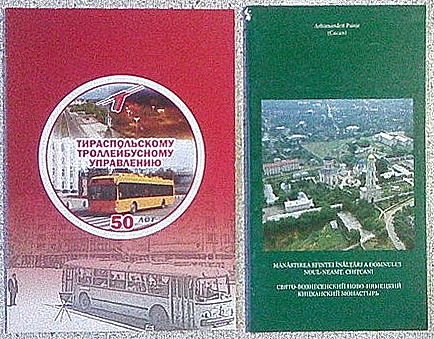 ТИРАСПОЛЬСКОМУ
ТРОЛЛЕЙБУСНОМУ
УПРАВЛЕНИЮ
50 ЛЕТ
Arhimandrit Paisie
(Cecan)
MĂNĂSTIREA SFINTEI ÎNĂLŢĂRI A DOMNULUI
NOUL-NEAMŢ, CHIŢCANI
СВЯТО-ВОЗНЕСЕНСКИЙ НОВО-НЯМЕЦКИЙ
КИЦКАНСКИЙ МОНАСТЫРЬ